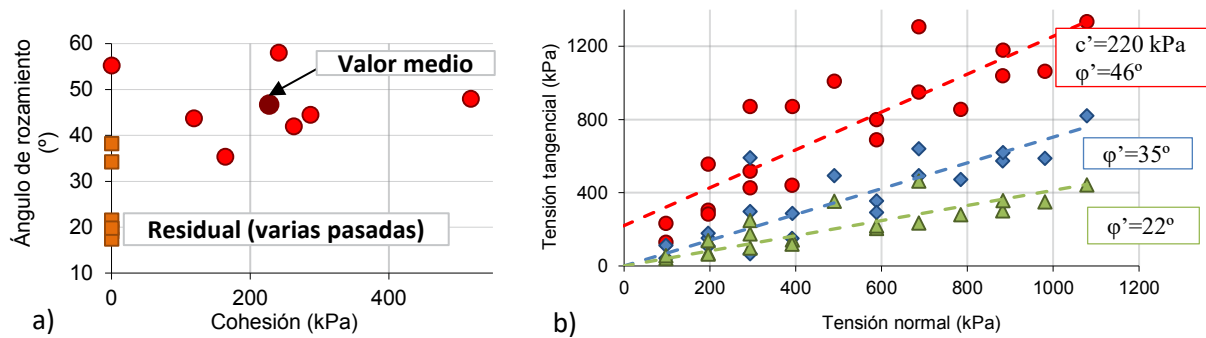 60
50
40
30
20
10
0
200
400
Ángulo de rozamiento
(º)
Cohesión (kPa)
Valor medio
Residual (varias pasadas)
a)
1200
800
400
0
0
200
400
600
800
1000
1200
Tensión tangencial
(kPa)
Tensión normal (kPa)
c’=220 kPa
φ’=46º
φ’=35º
φ’=22º
b)